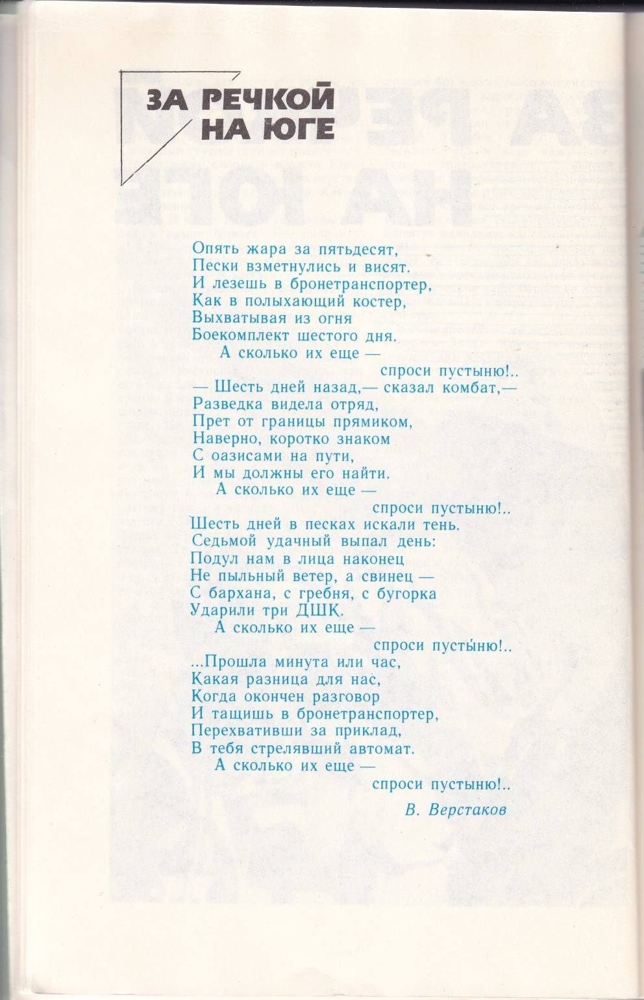 ЗА РЕЧКОЙ
НА ЮГЕ
Опять жара за пятьдесят,
Пески взметнулись и висят.
И лезешь в бронетранспортер,
Как в полыхающий костер,
Выхватывая из огня
Боекомплект шестого дня.
А сколько их еще —
спроси пустыню!..
— Шесть дней назад,— сказал комбат,—
Разведка видела отряд,
Прет от границы прямиком,
Наверно, коротко знаком
С оазисами на пути,
И мы должны его найти.
А сколько их еще —
спроси пустыню!..
Шесть дней в песках искали тень.
Седьмой удачный выпал день:
Подул нам в лица наконец
Не пыльный ветер, а свинец —
С бархана, с гребня, с бугорка
Ударили три ДШК.
А сколько их еще —
спроси пустыню!..
...Прошла минута или час,
Какая разница для нас,
Когда окончен разговор
И тащишь в бронетранспортер,
Перехвативши за приклад,
В тебя стрелявший автомат.
А сколько их еще —
спроси пустыню!..
В. Верстаков